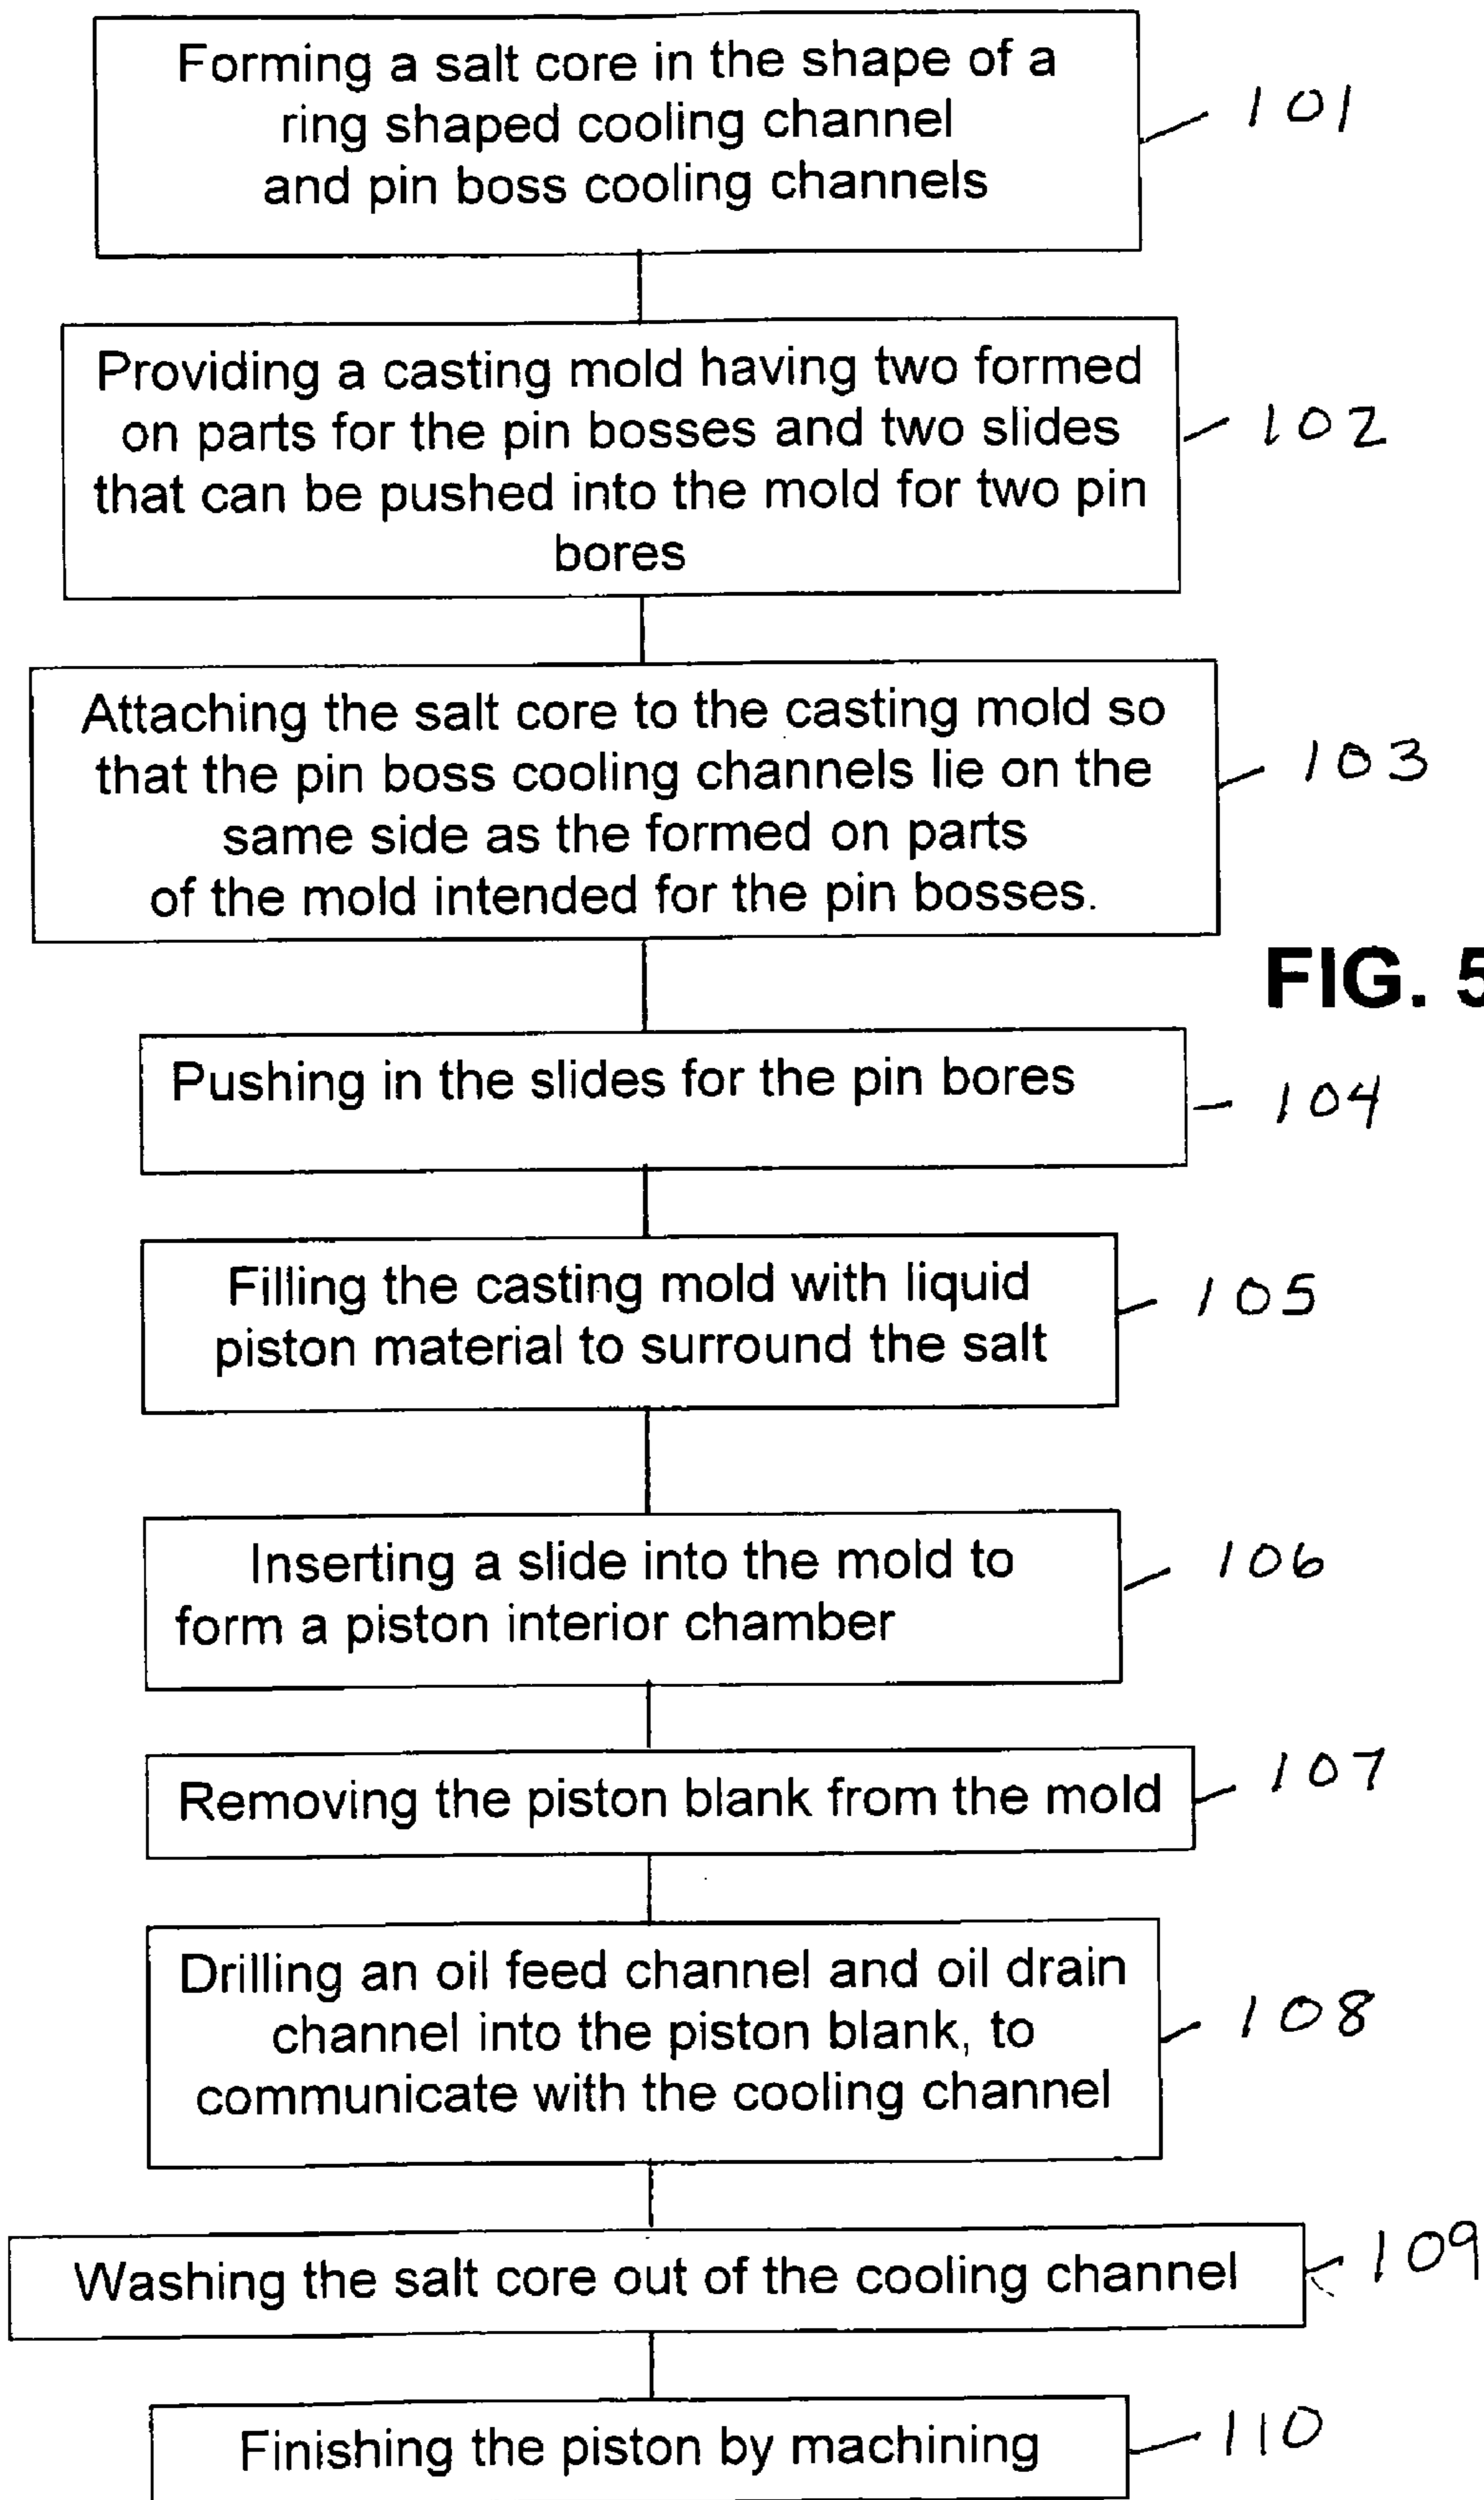 Forming a salt core in the shape of a
ring shaped cooling channel
and pin boss cooling channels
101
Providing a casting mold having two formed
on parts for the pin bosses and two slides
that can be pushed into the mold for two pin
bores
102
Attaching the salt core to the casting mold so
that the pin boss cooling channels lie on the
same side as the formed on parts
of the mold intended for the pin bosses.
103
FIG. 5
Pushing in the slides for the pin bores
104
Filling the casting mold with liquid
piston material to surround the salt
105
Inserting a slide into the mold to
form a piston interior chamber
106
Removing the piston blank from the mold
107
Drilling an oil feed channel and oil drain
channel into the piston blank, to
communicate with the cooling channel
108
Washing the salt core out of the cooling channel
109
Finishing the piston by machining
110